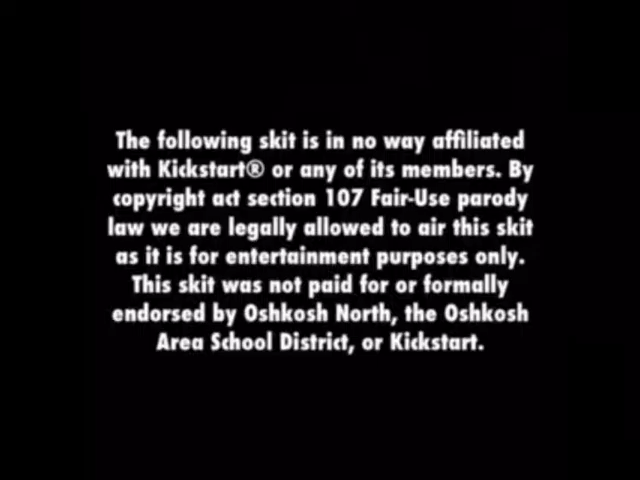 The following skit is in no way affiliated
with Kickstart® or any of its members. By
copyright act section 107 Fair-Use parody
law we are legally allowed to air this skit
as it is for entertainment purposes only.
This skit was not paid for or formally
endorsed by Oshkosh North, the Oshkosh
Area School District, or Kickstart.